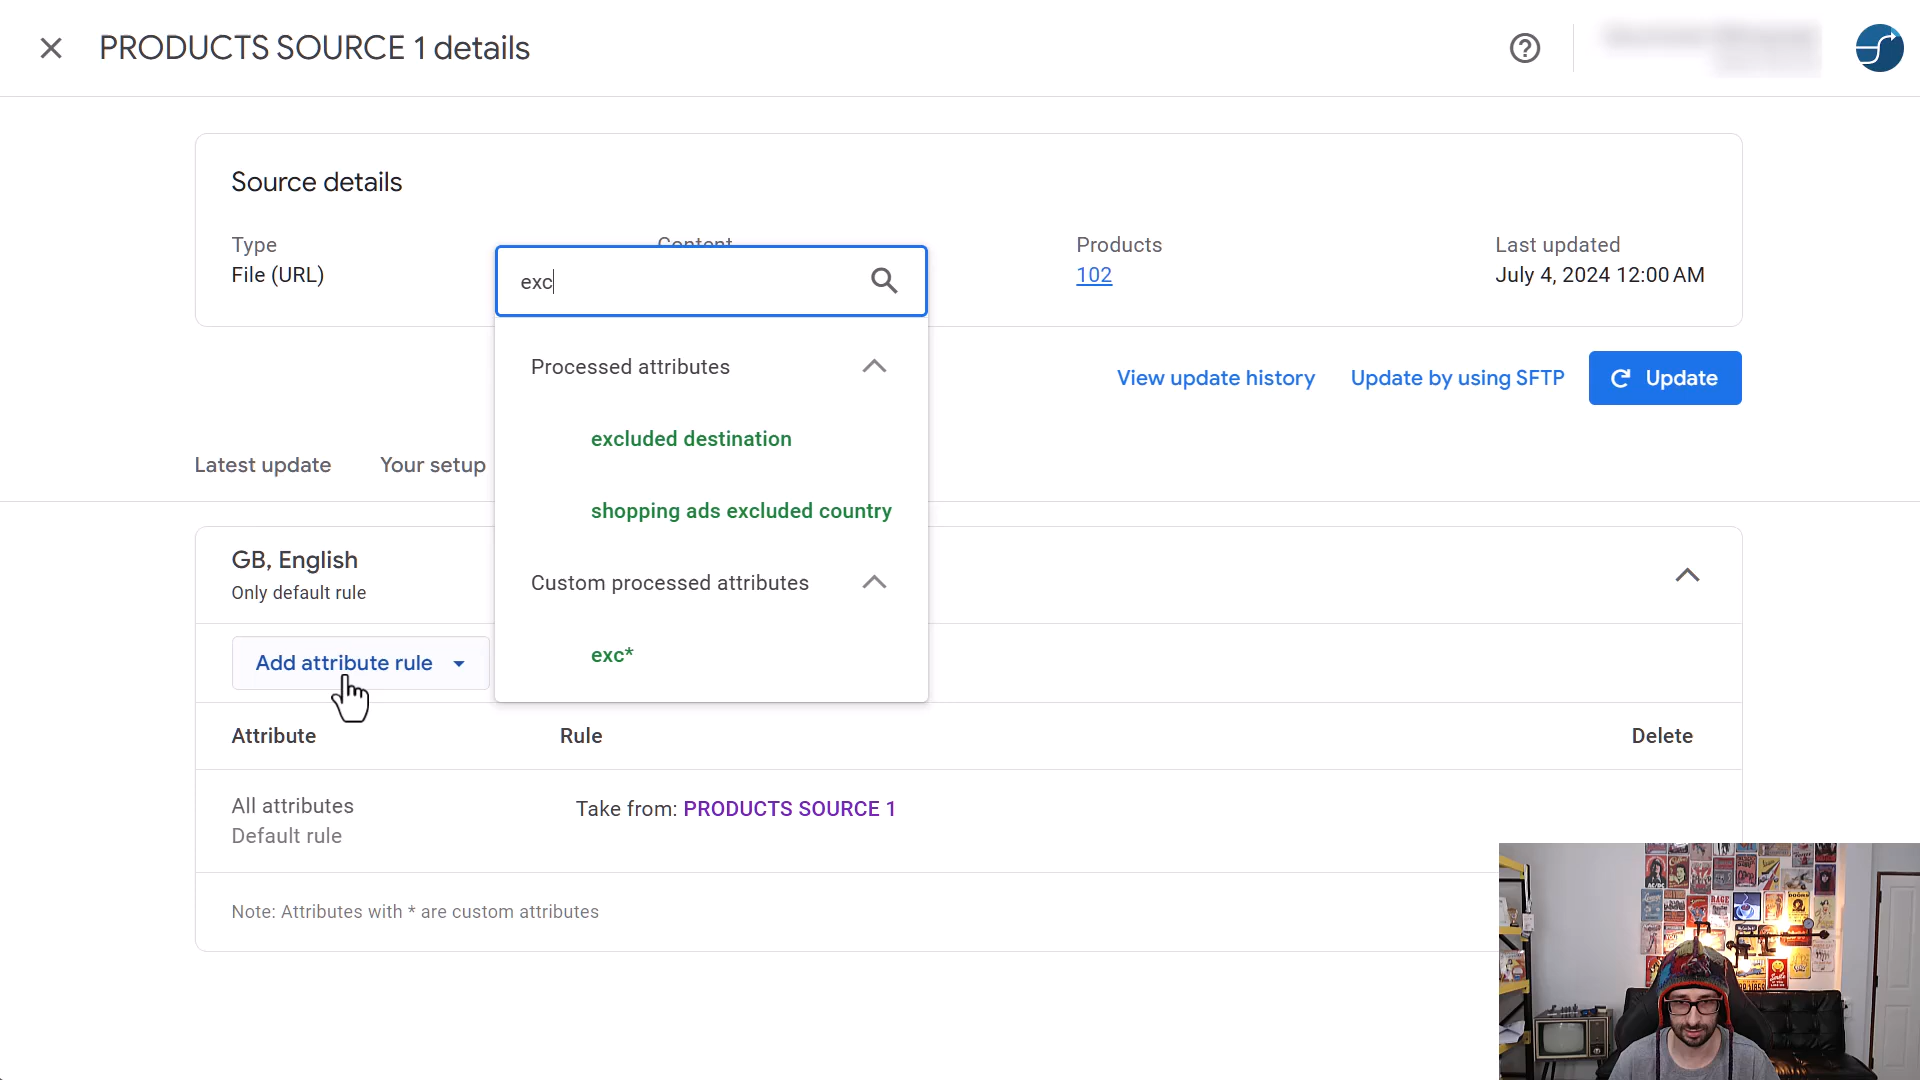 PRODUCTS SOURCE 1 details
Source details
Type
Content
Products
Last updated
File (URL)
102
July 4, 2024 12:00 AM
exc
Processed attributes
excluded destination
shopping ads excluded country
Custom processed attributes
exc*
View update history
Update by using SFTP
Update
Latest update
Your setup
GB, English
Only default rule
Add attribute rule
Attribute
Rule
Delete
All attributes
Default rule
Take from: PRODUCTS SOURCE 1
Note: Attributes with * are custom attributes